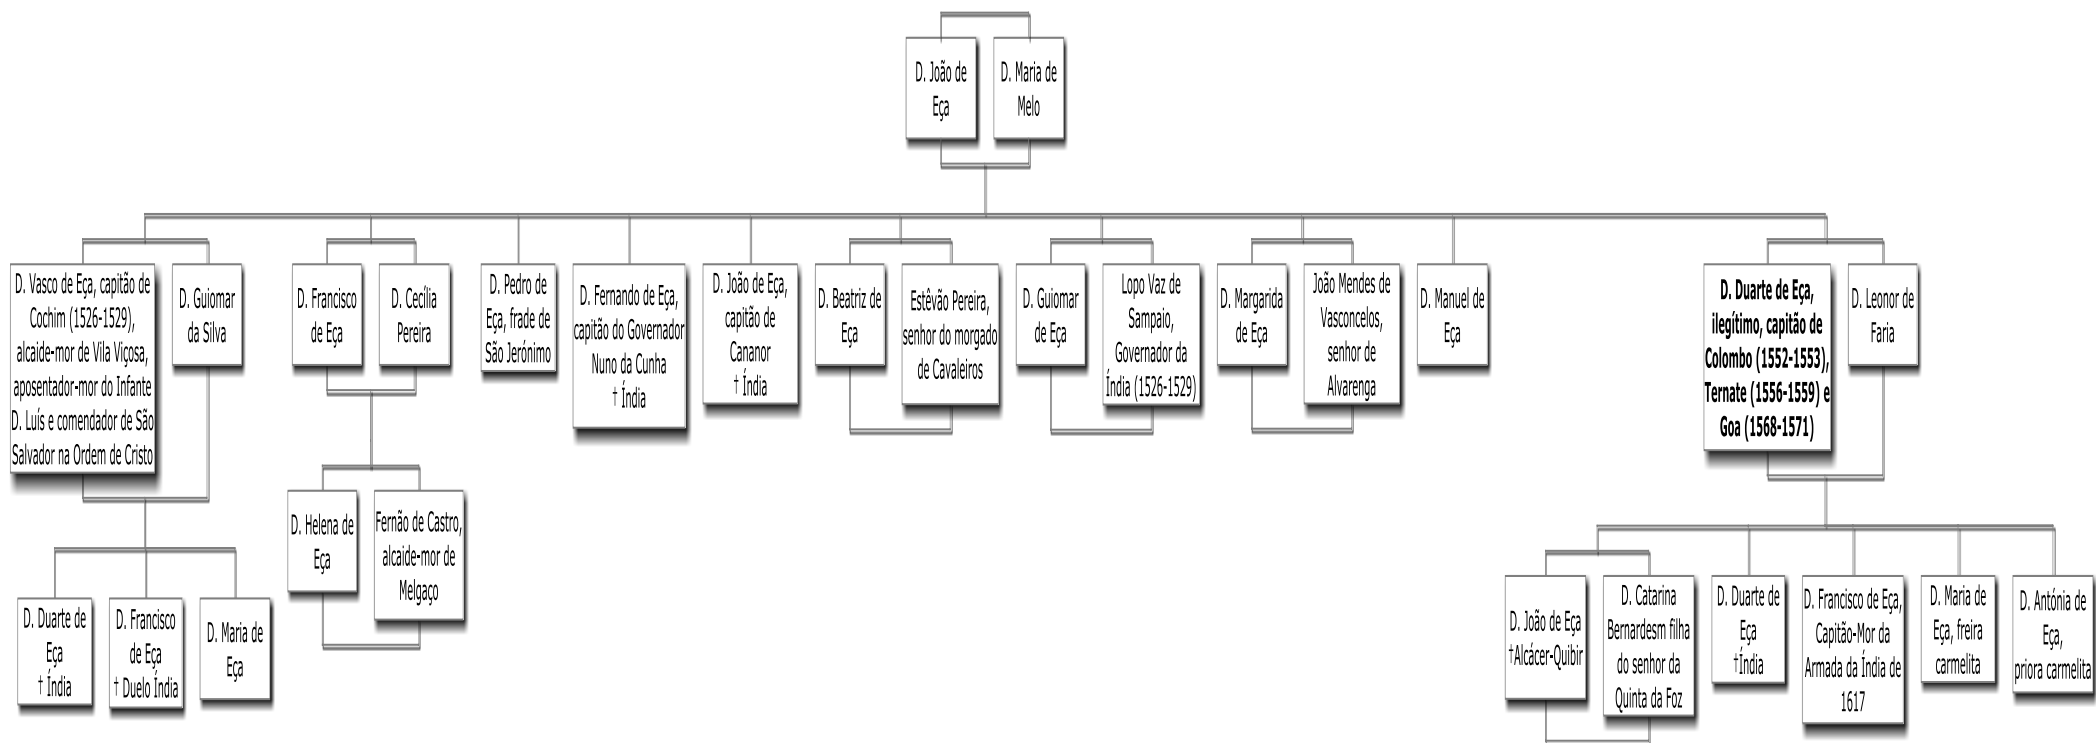 D. João de
Eça
D. Maria de
Melo
D. Vasco de Eça, capitão de
Cochim (1526-1529),
alcaide-mor de Vila Viçosa,
aposentador-mor do Infante
D. Luís e comendador de São
Salvador na Ordem de Cristo
D. Guiomar
da Silva
D. Francisco
de Eça
D. Cecília
Pereira
D. Pedro de
Eça, frade de
São Jerónimo
D. Fernando de Eça,
capitão do Governador
Nuno da Cunha
† Índia
D. João de Eça,
capitão de
Cananor
† Índia
D. Beatriz de
Eça
Estêvão Pereira,
senhor do morgado
de Cavaleiros
D. Guiomar
de Eça
Lopo Vaz de
Sampaio,
Governador da
Índia (1526-1529)
D. Margarida
de Eça
João Mendes de
Vasconcelos,
senhor de
Alvarenga
D. Manuel de
Eça
D. Duarte de Eça,
ilegítimo, capitão de
Colombo (1552-1553),
Ternate (1556-1559) e
Goa (1568-1571)
D. Leonor de
Faria
D. Helena de
Eça
Fernão de Castro,
alcaide-mor de
Melgaço
D. Duarte de
Eça
† Índia
D. Francisco
de Eça
† Duelo Índia
D. Maria de
Eça
D. João de Eça
†Alcácer-Quibir
D. Catarina
Bernardesm filha
do senhor da
Quinta da Foz
D. Duarte de
Eça
†Índia
D. Francisco de Eça,
Capitão-Mor da
Armada da Índia de
1617
D. Maria de
Eça, freira
carmelita
D. Antónia de
Eça,
priora carmelita